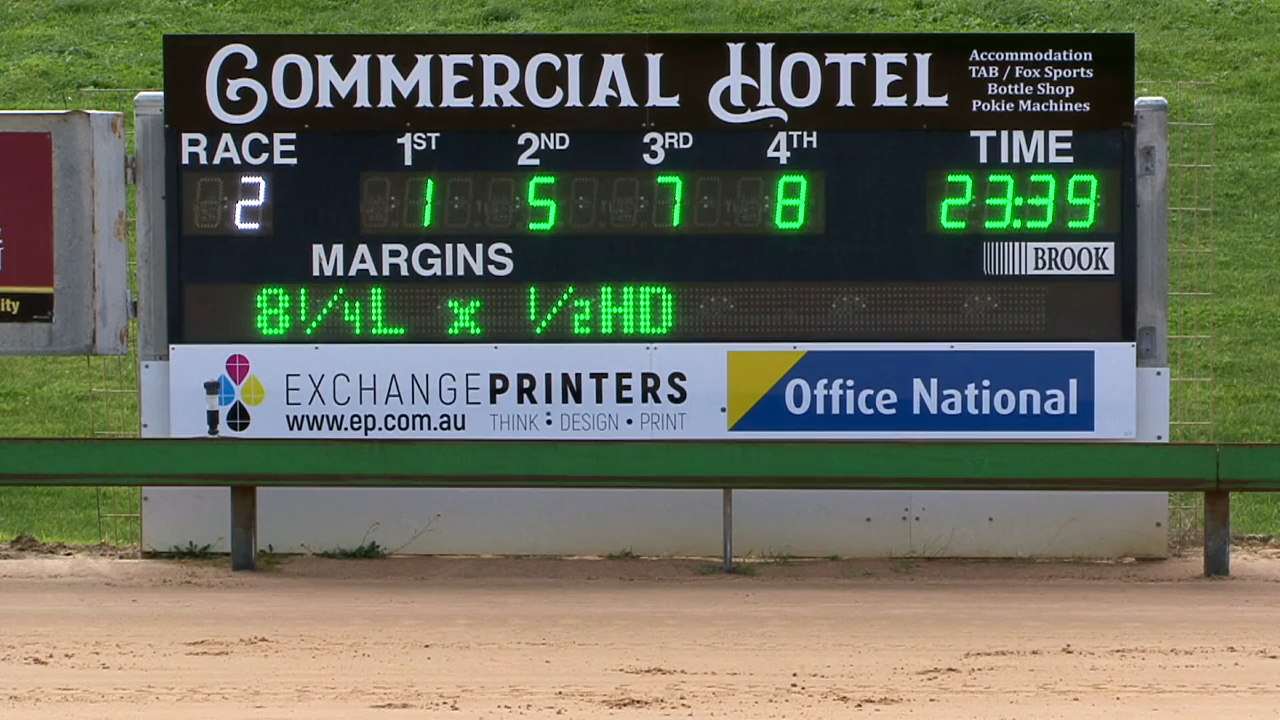 COMMERCIAL HOTEL
Accommodation
TAB / Fox Sports
Bottle Shop
Pokie Machines
RACE 1ST 2ND 3RD 4TH TIME
2 1 5 7 8 23:39
MARGINS
BROOK
8¼L x ½HD
ity
EXCHANGEPRINTERS
www.ep.com.au THINK : DESIGN • PRINT
Office National